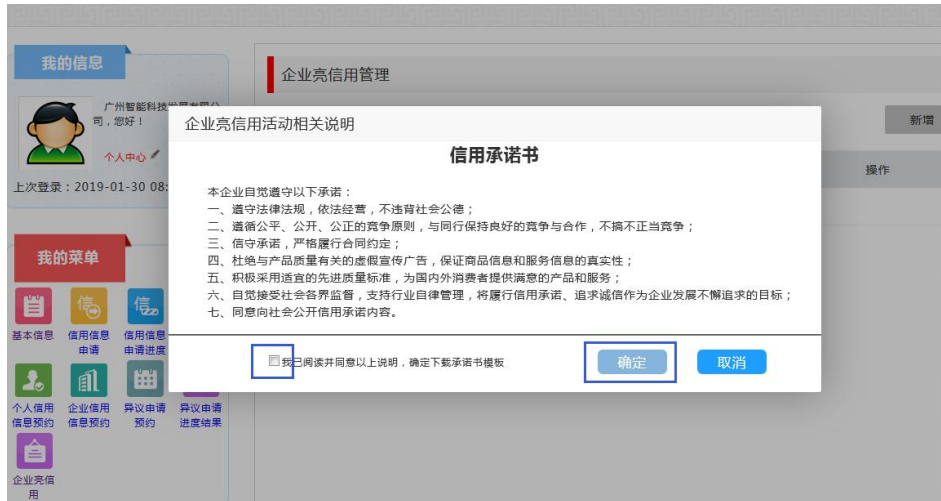 我的信息
企业亮信用管理
广州智能科技发展有限公
司，您好！
个人中心
上次登录：2019-01-30 08:
新增
操作
企业亮信用活动相关说明
信用承诺书
本企业自觉遵守以下承诺：
一、遵守法律法规，依法经营，不违背社会公德；
二、遵循公平、公开、公正的竞争原则，与同行保持良好的竞争与合作，不搞不正当竞争；
三、信守承诺，严格履行合同约定；
四、杜绝与产品质量有关的虚假宣传广告，保证商品信息和服务信息的真实性；
五、积极采用适宜的先进质量标准，为国内外消费者提供满意的产品和服务；
六、自觉接受社会各界监督，支持行业自律管理，将履行信用承诺、追求诚信作为企业发展不懈追求的目标；
七、同意向社会公开信用承诺内容。
我已阅读并同意以上说明，确定下载承诺书模板
确定
取消
我的菜单
信
信
基本信息
信用信息
申请
信用信息
申请进度
个人信用
信息预约
企业信用
信息预约
异议申请
预约
异议申请
进度结果
企业亮信
用